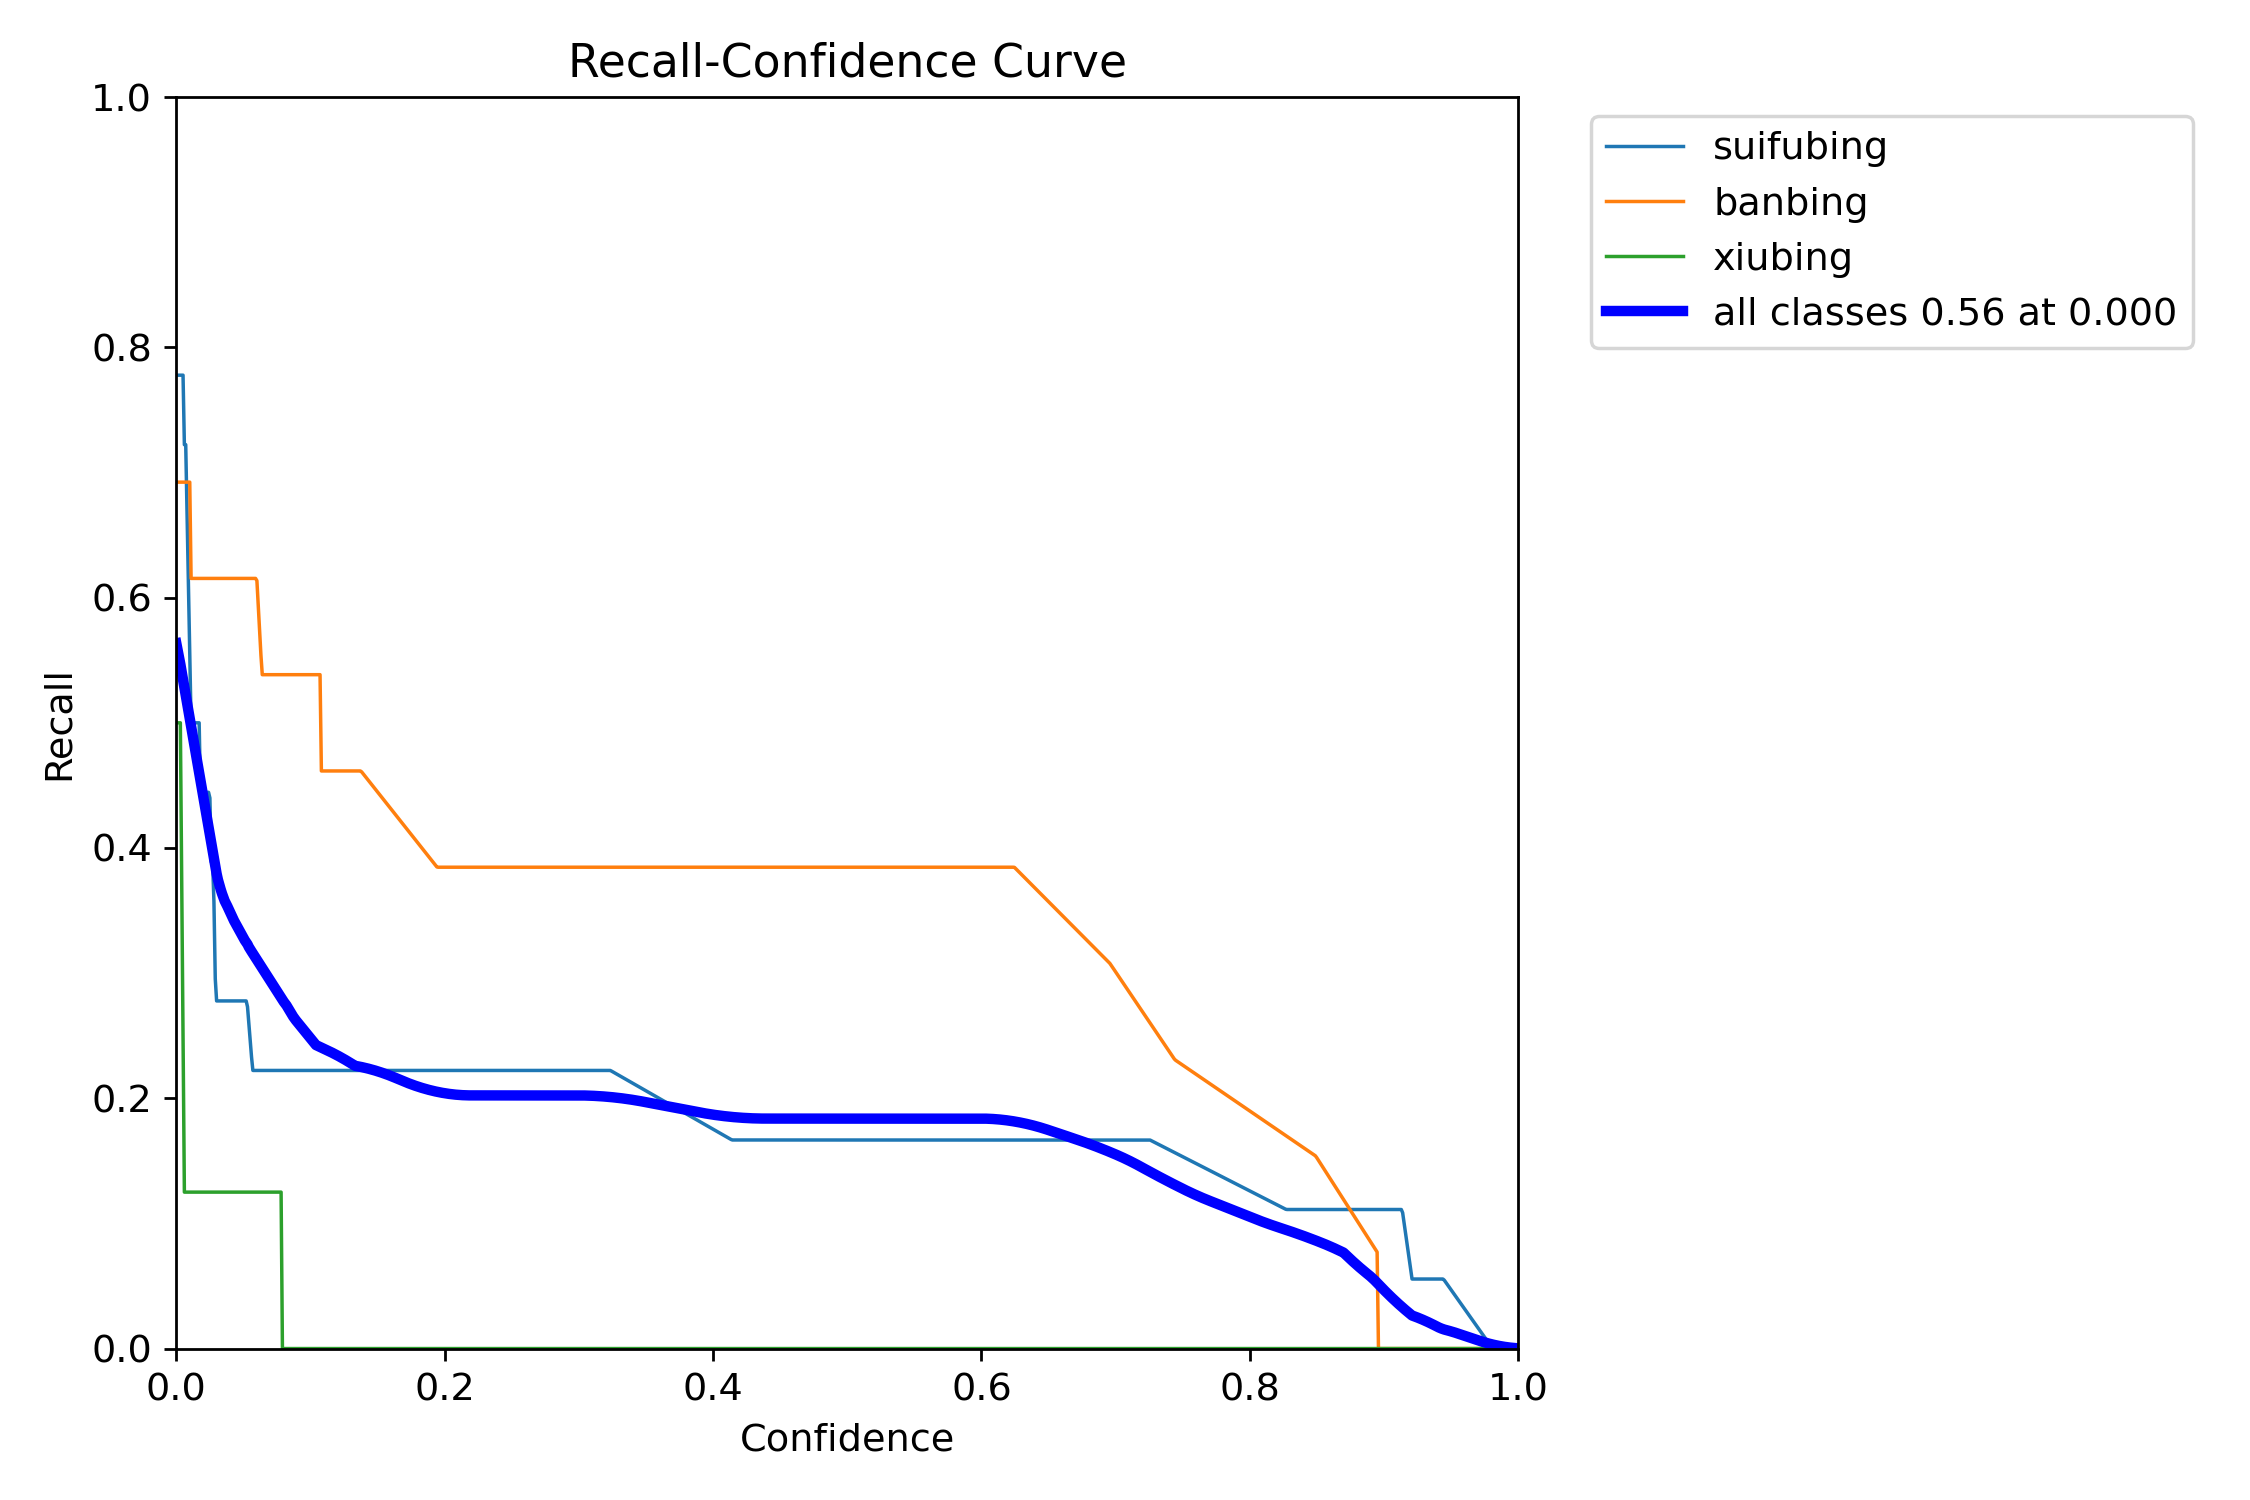 Recall-Confidence Curve
1.0
0.8
0.6
0.4
0.2
0.0
Recall
0.0 0.2 0.4 0.6 0.8 1.0
Confidence
suifubing
banbing
xiubing
all classes 0.56 at 0.000